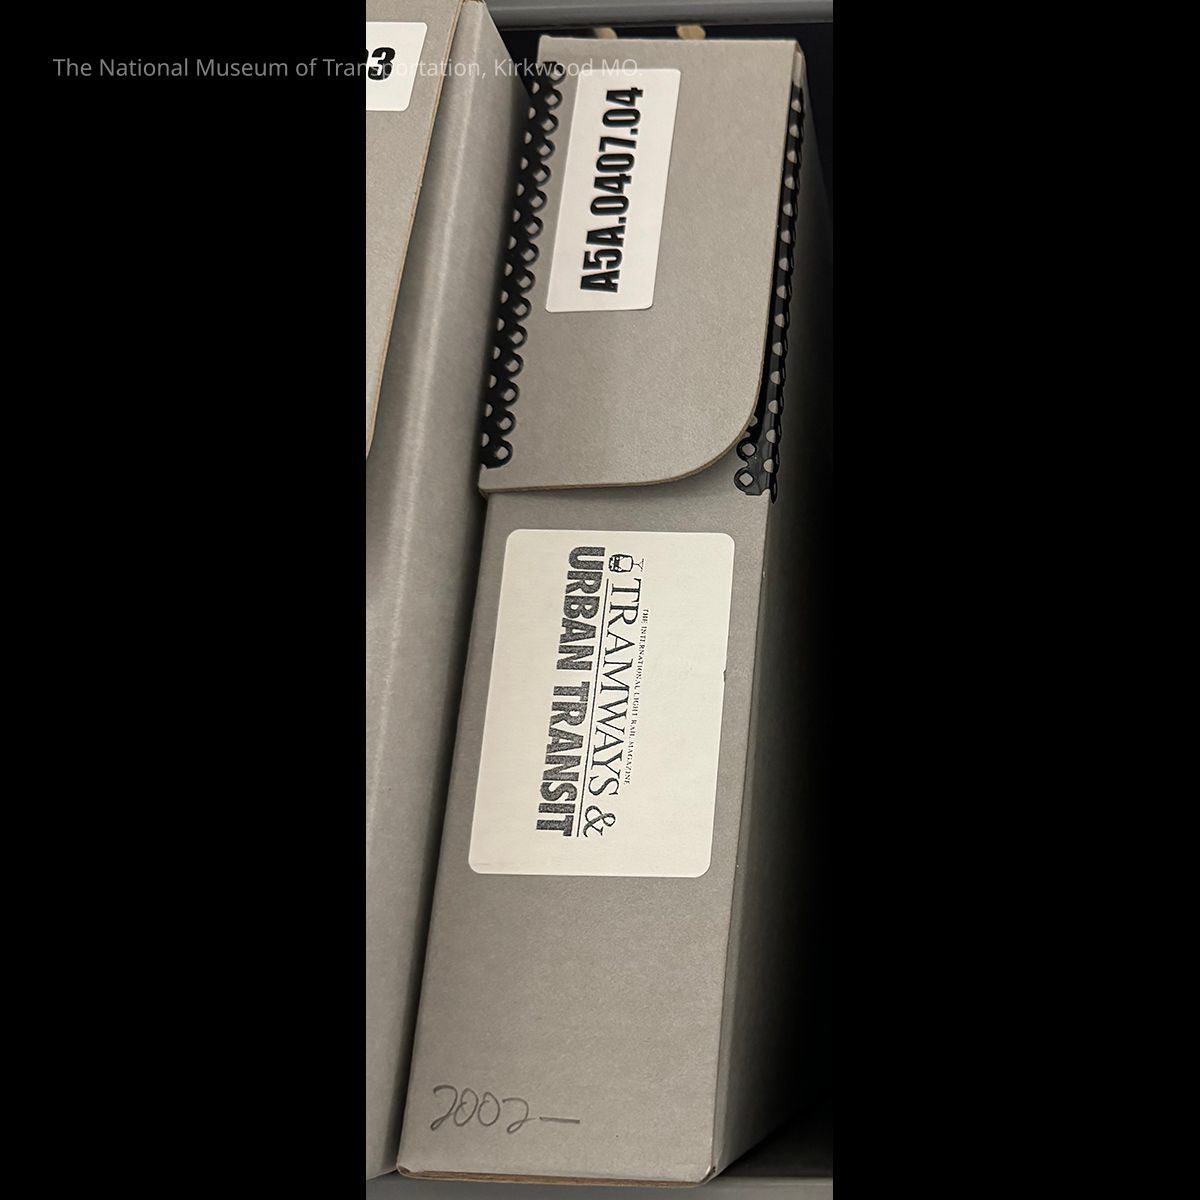 The National Museum of Transportation, Kirkwood MO.
03
A5A.0407.04
THE INTERNATIONAL LIGHT RAIL MAGAZINE
TRAMWAYS &
URBAN TRANSIT
2002—